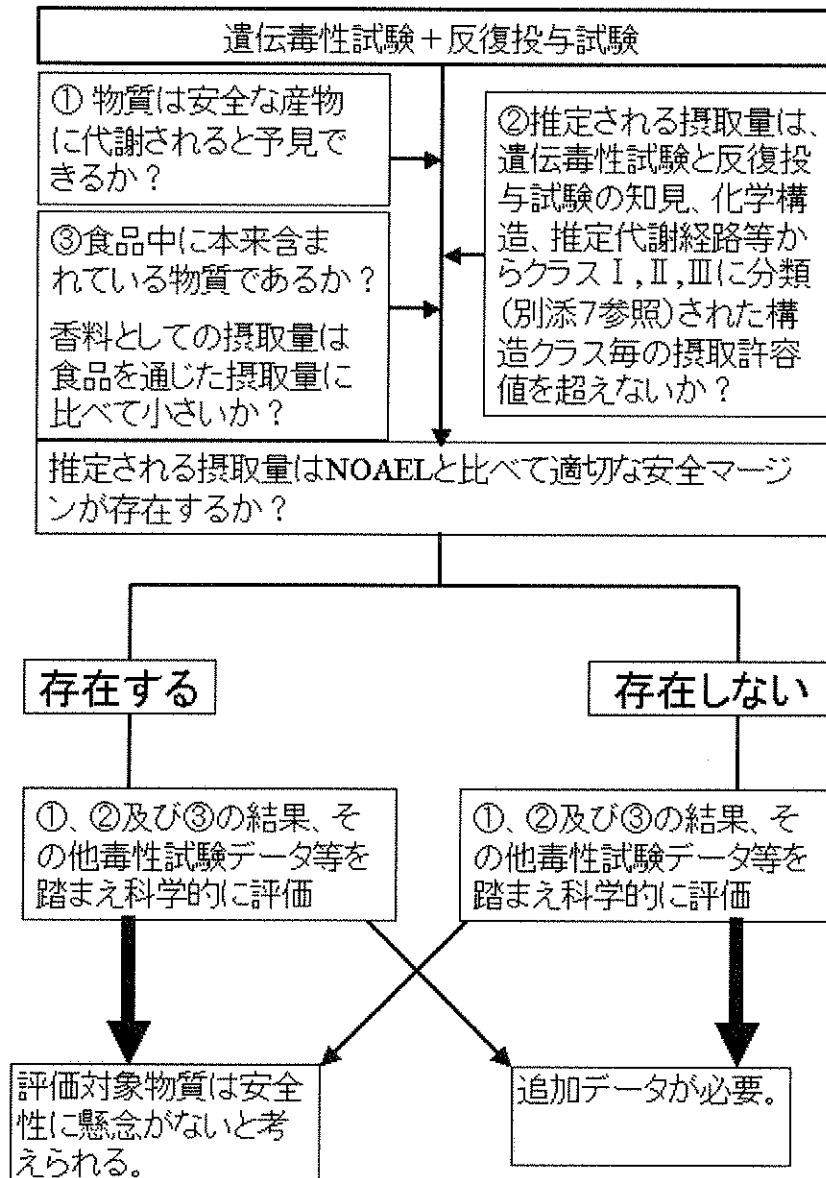 遺伝毒性試験＋反復投与試験
① 物質は安全な産物
に代謝されると予見で
きるか？
②推定される摂取量は、
遺伝毒性試験と反復投
与試験の知見、化学構
造、推定代謝経路等か
らクラスⅠ,Ⅱ,Ⅲに分類
(別添7参照)された構
造クラス毎の摂取許容
値を超えないか？
③食品中に本来含ま
れている物質であるか？
香料としての摂取量は
食品を通じた摂取量に
比べて小さいか？
推定される摂取量はNOAELと比べて適切な安全マージ
ンが存在するか？
存在する
存在しない
①、②及び③の結果、そ
の他毒性試験データ等を
踏まえ科学的に評価
①、②及び③の結果、そ
の他毒性試験データ等を
踏まえ科学的に評価
評価対象物質は安全
性に懸念がないと考
えられる。
追加データが必要。